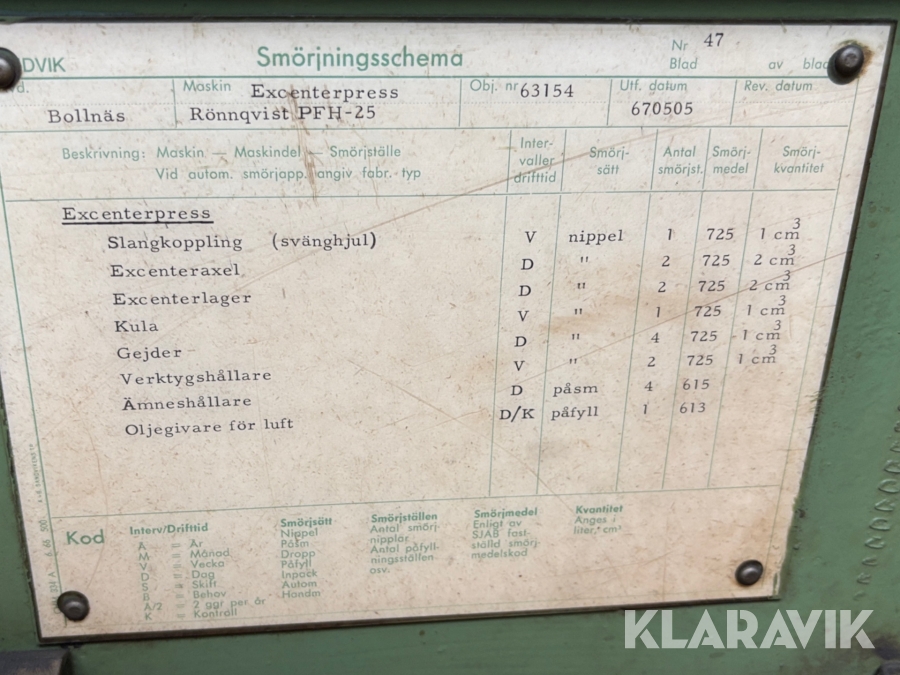 DVIK Smörjningsschema Nr 47
Blad av blad
Maskin Excenterpress Obj. nr 63154 Utf. datum Rev. datum
Bollnäs Rönnqvist PFH-25 670505
Beskrivning: Maskin — Maskindel — Smörjställe Inter- Smörj- Antal Smörj- Smörj-
Vid autom. smörjapp. angiv fabr. typ valler sätt smörjst. medel kvantitet
drifttid
Excenterpress
Slangkoppling (svänghjul) V nippel 1 725 1 cm3
Excenteraxel D " 2 725 2 cm3
Excenterlager D " 2 725 2 cm3
Kula V " 1 725 1 cm3
Gejder D " 4 725 1 cm3
Verktygshållare V " 2 725 1 cm3
Ämneshållare D påsm 4 615
Oljegivare för luft D/K påfyll 1 613
Kod Interv/Drifttid Smörjsätt Smörjställen Smörjmedel Kvantitet
A = År Nippel Antal smörj- Enligt av Anges i
M = Månad Påsm nipplar SJAB fast- liter,* cm³
V = Vecka Dropp Antal påfyll- ställd smörj-
D = Dag Påfyll ningsställen medelskod
S = Skift Inpack osv.
B = Behov Autom
A/2 = 2 ggr per år Handm
K = Kontroll
KLARAVIK